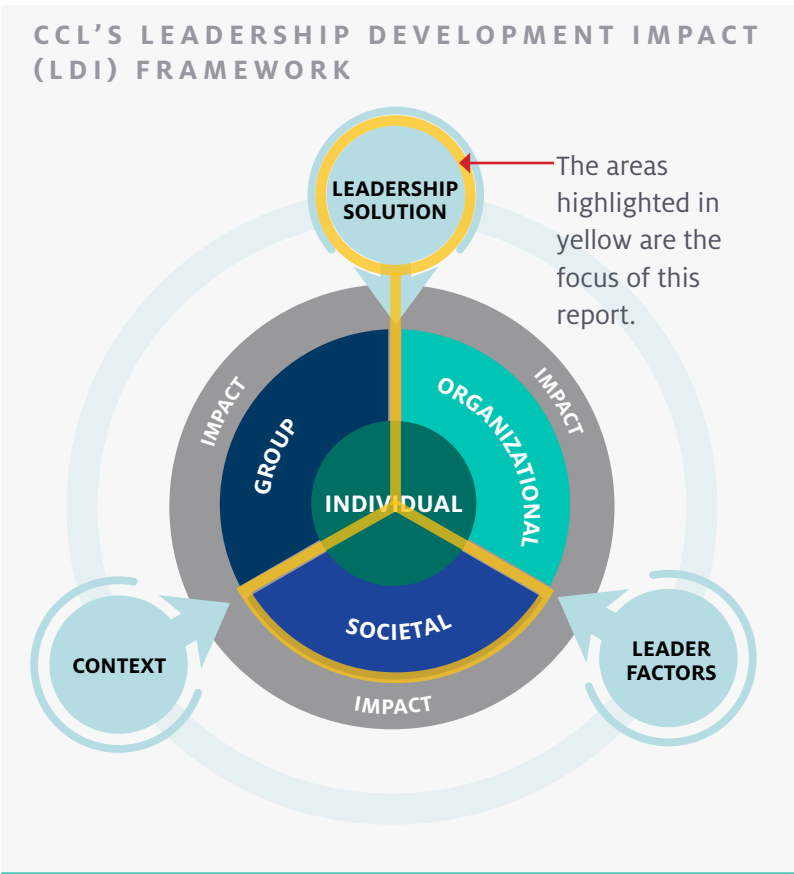 CCL'S LEADERSHIP DEVELOPMENT IMPACT
(LDI) FRAMEWORK
LEADERSHIP
SOLUTION
The areas
highlighted in
yellow are the
focus of this
report.
IMPACT
IMPACT
GROUP
ORGANIZATIONAL
INDIVIDUAL
SOCIETAL
CONTEXT
LEADER
FACTORS
IMPACT